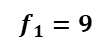 f₁ = 9